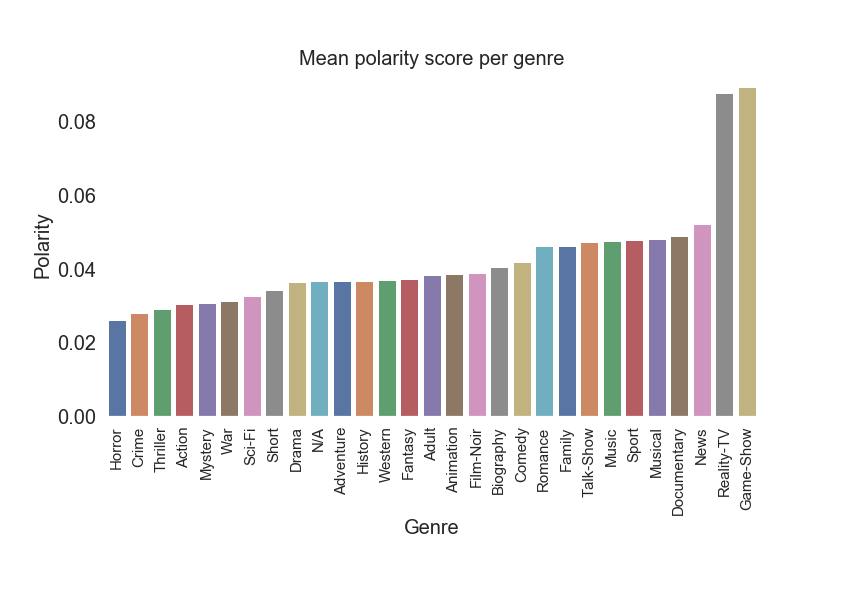 Mean polarity score per genre
0.08
0.06
0.04
0.02
0.00
Polarity
Horror
Crime
Thriller
Action
Mystery
War
Sci-Fi
Short
Drama
N/A
Adventure
History
Western
Fantasy
Adult
Animation
Film-Noir
Biography
Comedy
Romance
Family
Talk-Show
Music
Sport
Musical
Documentary
News
Reality-TV
Game-Show
Genre